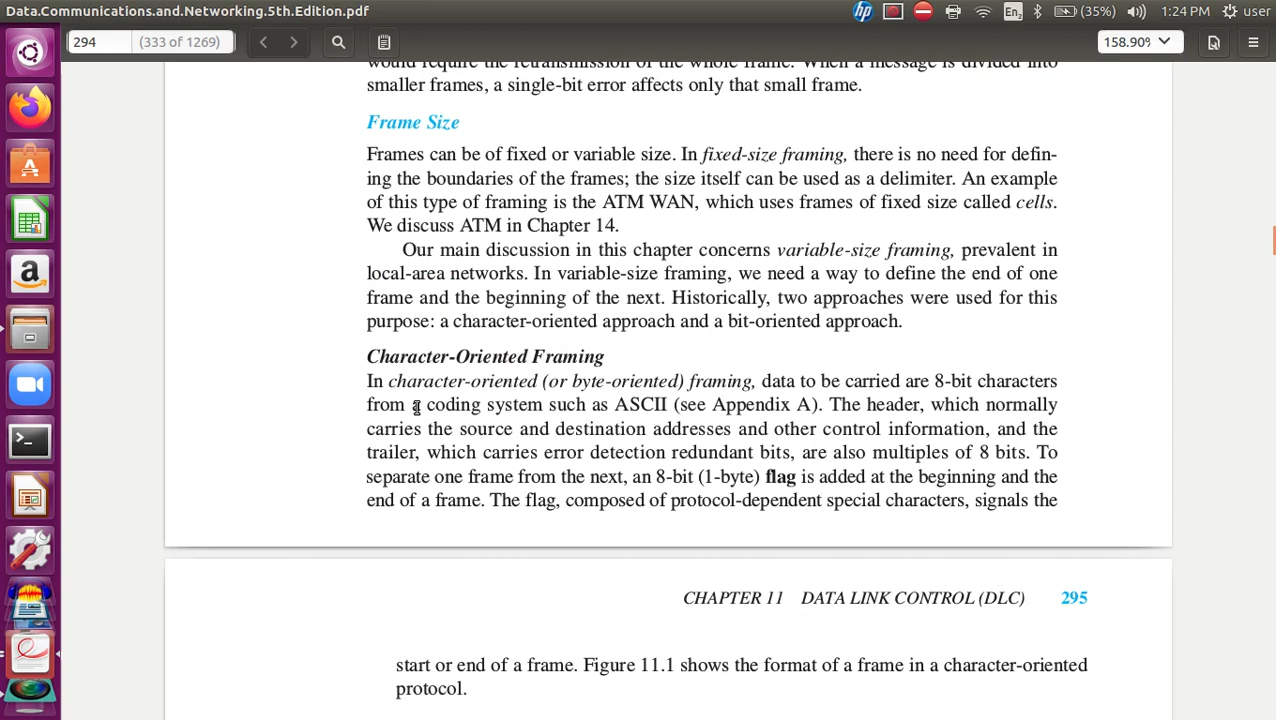 Data.Communications.and.Networking.5th.Edition.pdf
En₂ (35%) 1:24 PM user
294 (333 of 1269) 158.90%
would require the retransmission of the whole frame. When a message is divided into
smaller frames, a single-bit error affects only that small frame.
Frame Size
Frames can be of fixed or variable size. In fixed-size framing, there is no need for defin-
ing the boundaries of the frames; the size itself can be used as a delimiter. An example
of this type of framing is the ATM WAN, which uses frames of fixed size called cells.
We discuss ATM in Chapter 14.
Our main discussion in this chapter concerns variable-size framing, prevalent in
local-area networks. In variable-size framing, we need a way to define the end of one
frame and the beginning of the next. Historically, two approaches were used for this
purpose: a character-oriented approach and a bit-oriented approach.
Character-Oriented Framing
In character-oriented (or byte-oriented) framing, data to be carried are 8-bit characters
from a coding system such as ASCII (see Appendix A). The header, which normally
carries the source and destination addresses and other control information, and the
trailer, which carries error detection redundant bits, are also multiples of 8 bits. To
separate one frame from the next, an 8-bit (1-byte) flag is added at the beginning and the
end of a frame. The flag, composed of protocol-dependent special characters, signals the
CHAPTER 11 DATA LINK CONTROL (DLC) 295
start or end of a frame. Figure 11.1 shows the format of a frame in a character-oriented
protocol.